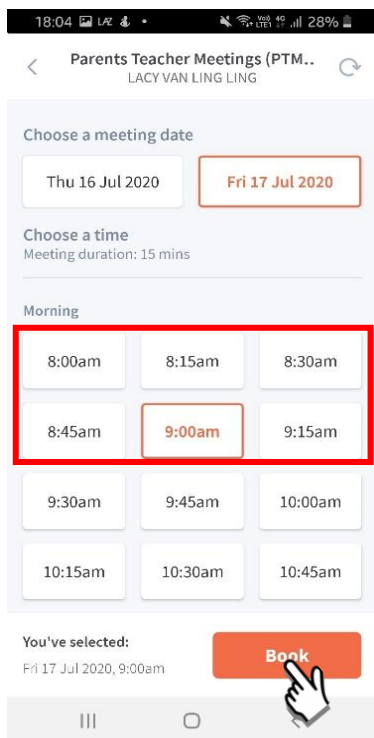 18:04 28%
Parents Teacher Meetings (PTM..
LACY VAN LING LING
Choose a meeting date
Thu 16 Jul 2020 Fri 17 Jul 2020
Choose a time
Meeting duration: 15 mins
Morning
8:00am 8:15am 8:30am
8:45am 9:00am 9:15am
9:30am 9:45am 10:00am
10:15am 10:30am 10:45am
You've selected:
Fri 17 Jul 2020, 9:00am
Book